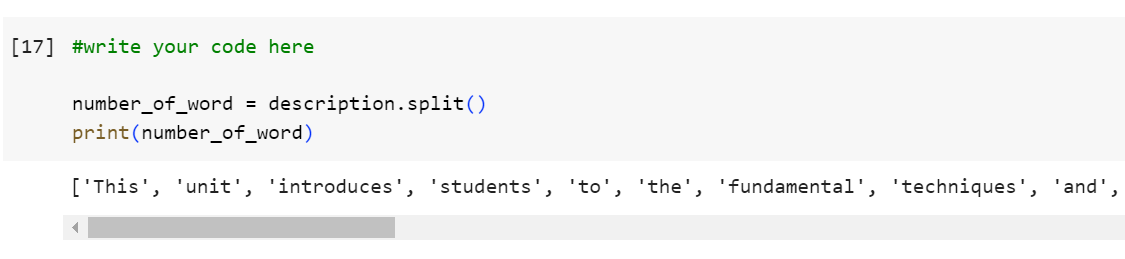 [17] #write your code here
number_of_word = description.split()
print(number_of_word)
['This', 'unit', 'introduces', 'students', 'to', 'the', 'fundamental', 'techniques', 'and',